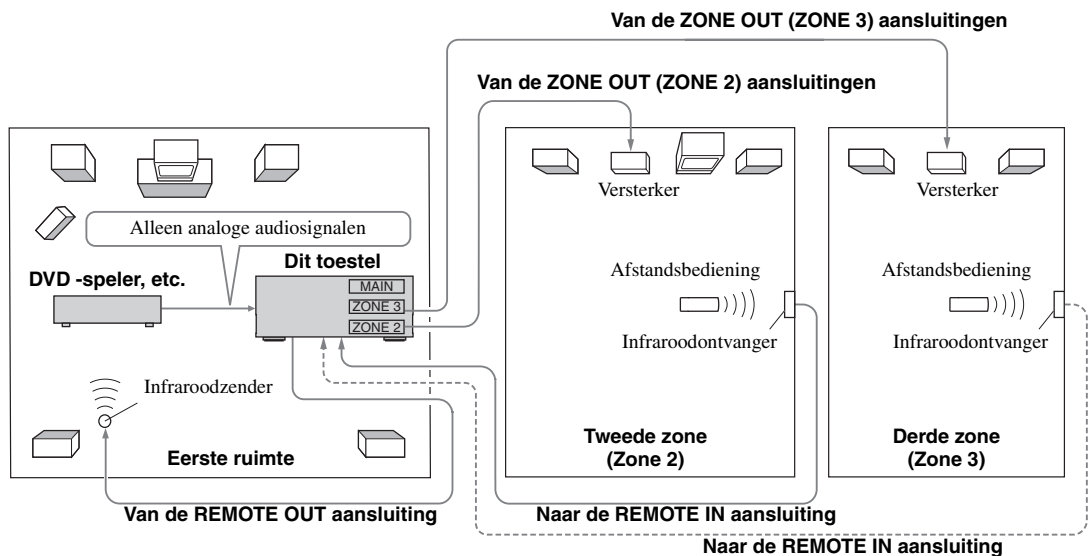 Van de ZONE OUT (ZONE 3) aansluitingen
Van de ZONE OUT (ZONE 2) aansluitingen
Alleen analoge audiosignalen
DVD -speler, etc.
Dit toestel
MAIN
ZONE 3
ZONE 2
Infraroodzender
Eerste ruimte
Van de REMOTE OUT aansluiting
Versterker
Afstandsbediening
Infraroodontvanger
Tweede zone
(Zone 2)
Naar de REMOTE IN aansluiting
Versterker
Afstandsbediening
Infraroodontvanger
Derde zone
(Zone 3)
Naar de REMOTE IN aansluiting